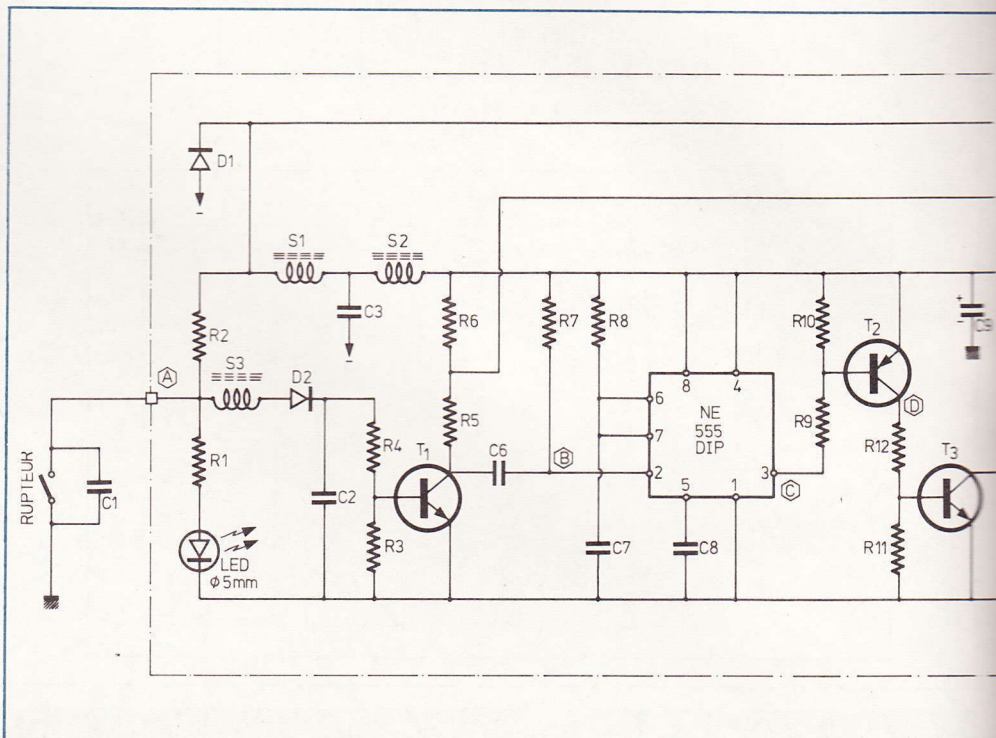 D1
S1
S2
C3
R2
S3
D2
A
R1
LED
φ5mm
RUPTEUR
C1
C2
R4
R3
T1
R6
R5
C6
B
R7
R8
C7
6
7
2
8
4
NE
555
DIP
5
1
3
C
C8
R10
R9
T2
D
R12
R11
T3
+
-
C9
-
-